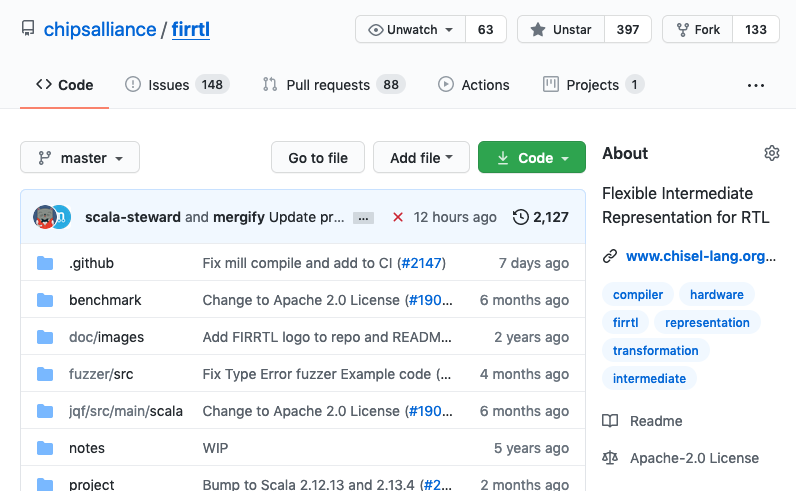 chipsalliance / firrtl
Unwatch 63 Unstar 397 Fork 133
Code Issues 148 Pull requests 88 Actions Projects 1 ...
master Go to file Add file Code
scala-steward and mergify Update pr... ... 12 hours ago 2,127
.github Fix mill compile and add to CI (#2147) 7 days ago
benchmark Change to Apache 2.0 License (#190... 6 months ago
doc/images Add FIRRTL logo to repo and READM... 2 years ago
fuzzer/src Fix Type Error fuzzer Example code (... 4 months ago
jqf/src/main/scala Change to Apache 2.0 License (#190... 6 months ago
notes WIP 5 years ago
project Bump to Scala 2.12.13 and 2.13.4 (#2... 2 months ago
About
Flexible Intermediate
Representation for RTL
www.chisel-lang.org...
compiler hardware
firrtl representation
transformation
intermediate
Readme
Apache-2.0 License